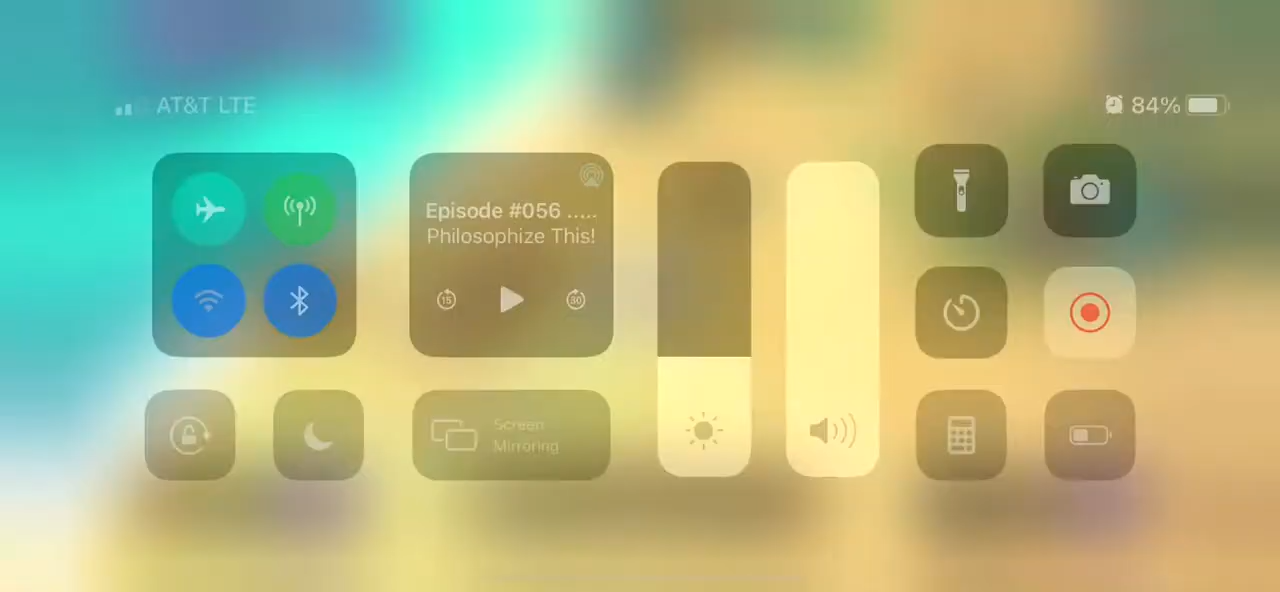 AT&T LTE
84%
Episode #056 .....
Philosophize This!
15
30
Screen
Mirroring